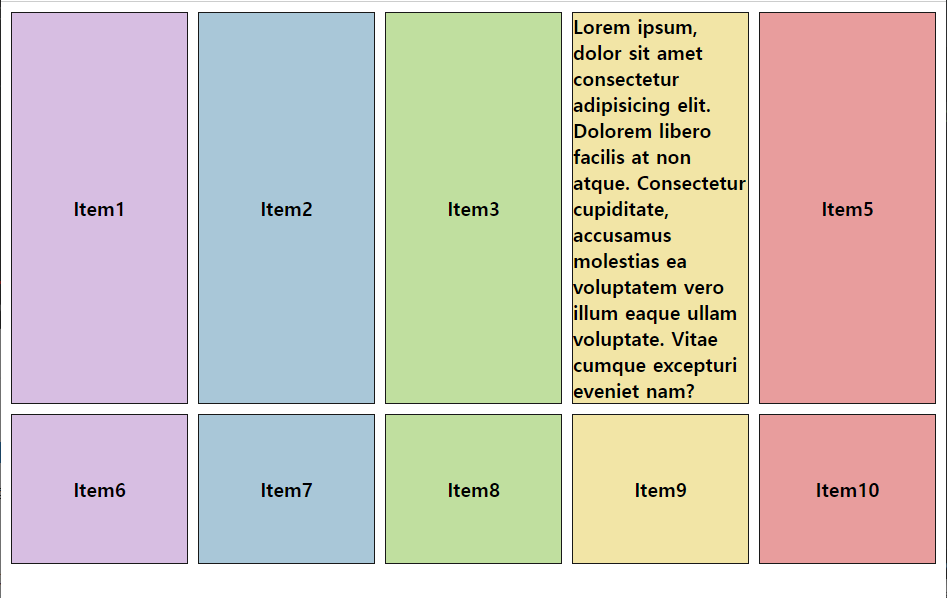 Item1
Item2
Item3
Lorem ipsum,
dolor sit amet
consectetur
adipisicing elit.
Dolorem libero
facilis at non
atque. Consectetur
cupiditate,
accusamus
molestias ea
voluptatem vero
illum eaque ullam
voluptate. Vitae
cumque excepturi
eveniet nam?
Item5
Item6
Item7
Item8
Item9
Item10